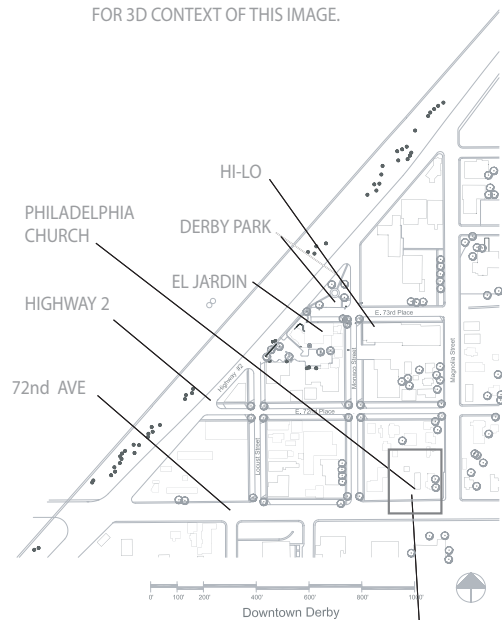 FOR 3D CONTEXT OF THIS IMAGE.
HI-LO
PHILADELPHIA
CHURCH
DERBY PARK
EL JARDIN
HIGHWAY 2
E. 73rd Place
Magnolia Street
Monaco Street
Highway #2
72nd AVE
E. 72nd Place
Locust Street
0' 100' 200' 400' 600' 800' 1000'
Downtown Derby